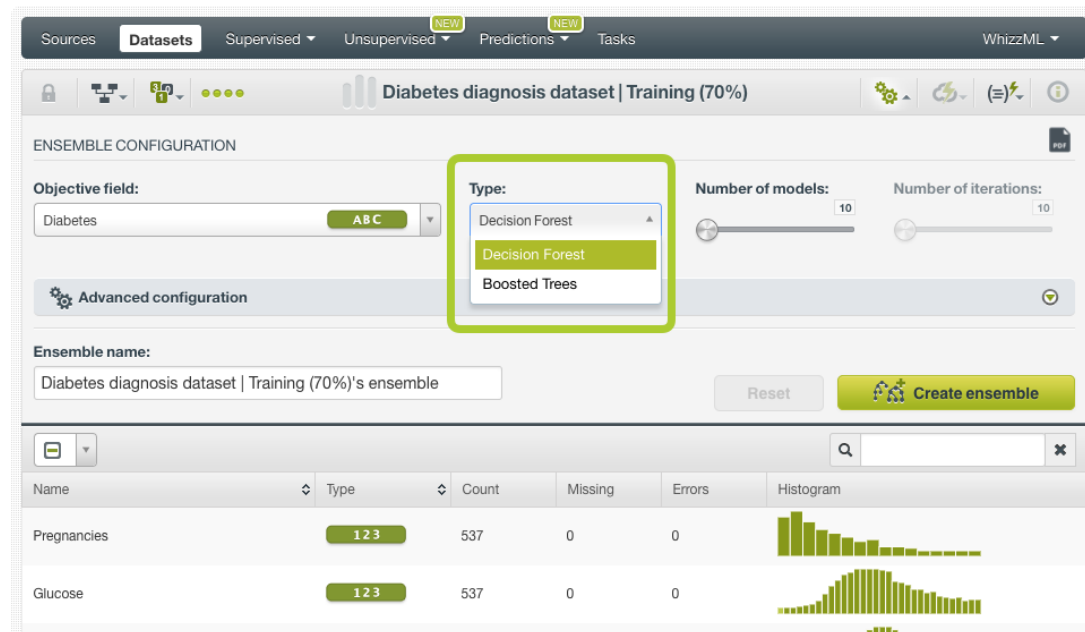 NEW NEW
Sources Datasets Supervised Unsupervised Predictions Tasks WhizzML
Diabetes diagnosis dataset | Training (70%)
ENSEMBLE CONFIGURATION
PDF
Objective field: Type: Number of models: Number of iterations:
10 10
Diabetes ABC Decision Forest
Decision Forest
Boosted Trees
Advanced configuration
Ensemble name:
Diabetes diagnosis dataset | Training (70%)'s ensemble
Reset Create ensemble
Name Type Count Missing Errors Histogram
Pregnancies 123 537 0 0
Glucose 123 537 0 0